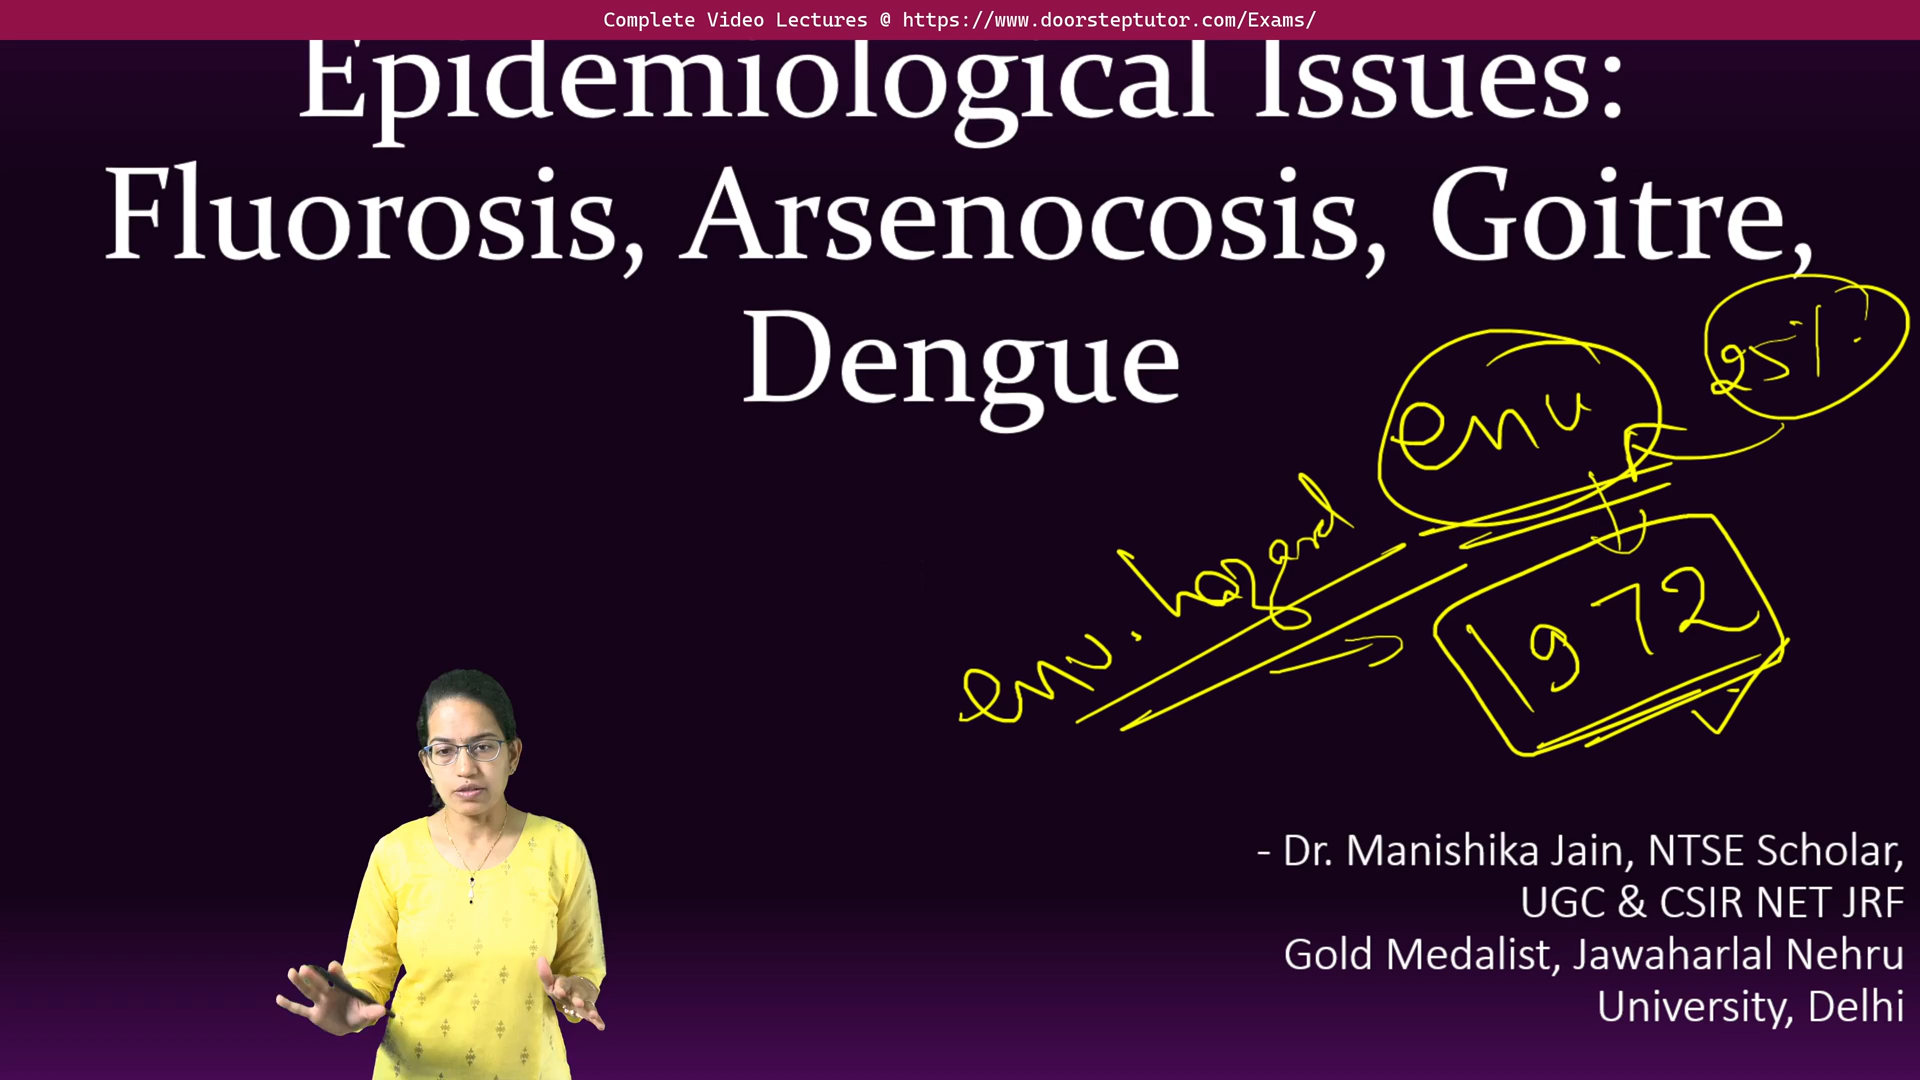 Complete Video Lectures @ https://www.doorsteptutor.com/Exams/
Epidemiological Issues:
Fluorosis, Arsenocosis, Goitre,
Dengue
25%
env
env. hazard
1972
- Dr. Manishika Jain, NTSE Scholar,
UGC & CSIR NET JRF
Gold Medalist, Jawaharlal Nehru
University, Delhi